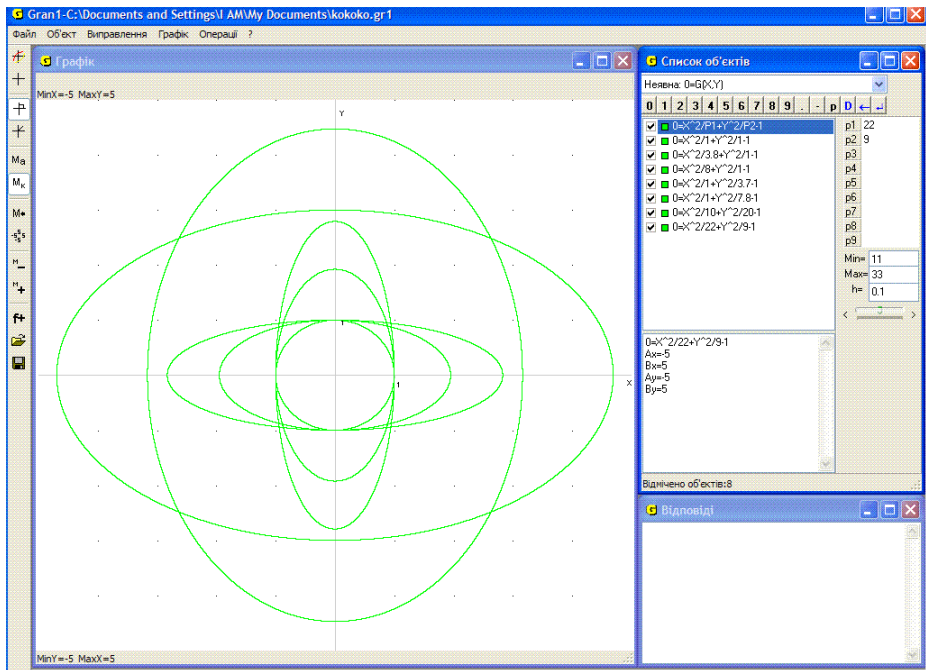 Gran1-C:\Documents and Settings\I AM\My Documents\kokoko.gr1
Файл Об'єкт Виправлення Графік Операції ?
Графік
MinX=-5 MaxY=5
Y
1
1
X
MinY=-5 MaxX=5
Ma
Mк
M*
-5 5 s
M
M+
f+
Список об'єктів
Неявна: 0=G(X,Y)
0 1 2 3 4 5 6 7 8 9 . - p D ← ↲
0=X^2/P1+Y^2/P2-1
0=X^2/1+Y^2/1-1
0=X^2/3.8+Y^2/1-1
0=X^2/8+Y^2/1-1
0=X^2/1+Y^2/3.7-1
0=X^2/1+Y^2/7.8-1
0=X^2/10+Y^2/20-1
0=X^2/22+Y^2/9-1
p1 22
p2 9
p3
p4
p5
p6
p7
p8
p9
Min= 11
Max= 33
h= 0.1
< >
0=X^2/22+Y^2/9-1
Ax=-5
Bx=5
Ay=-5
By=5
Відмічено об'єктів:8
Відповіді